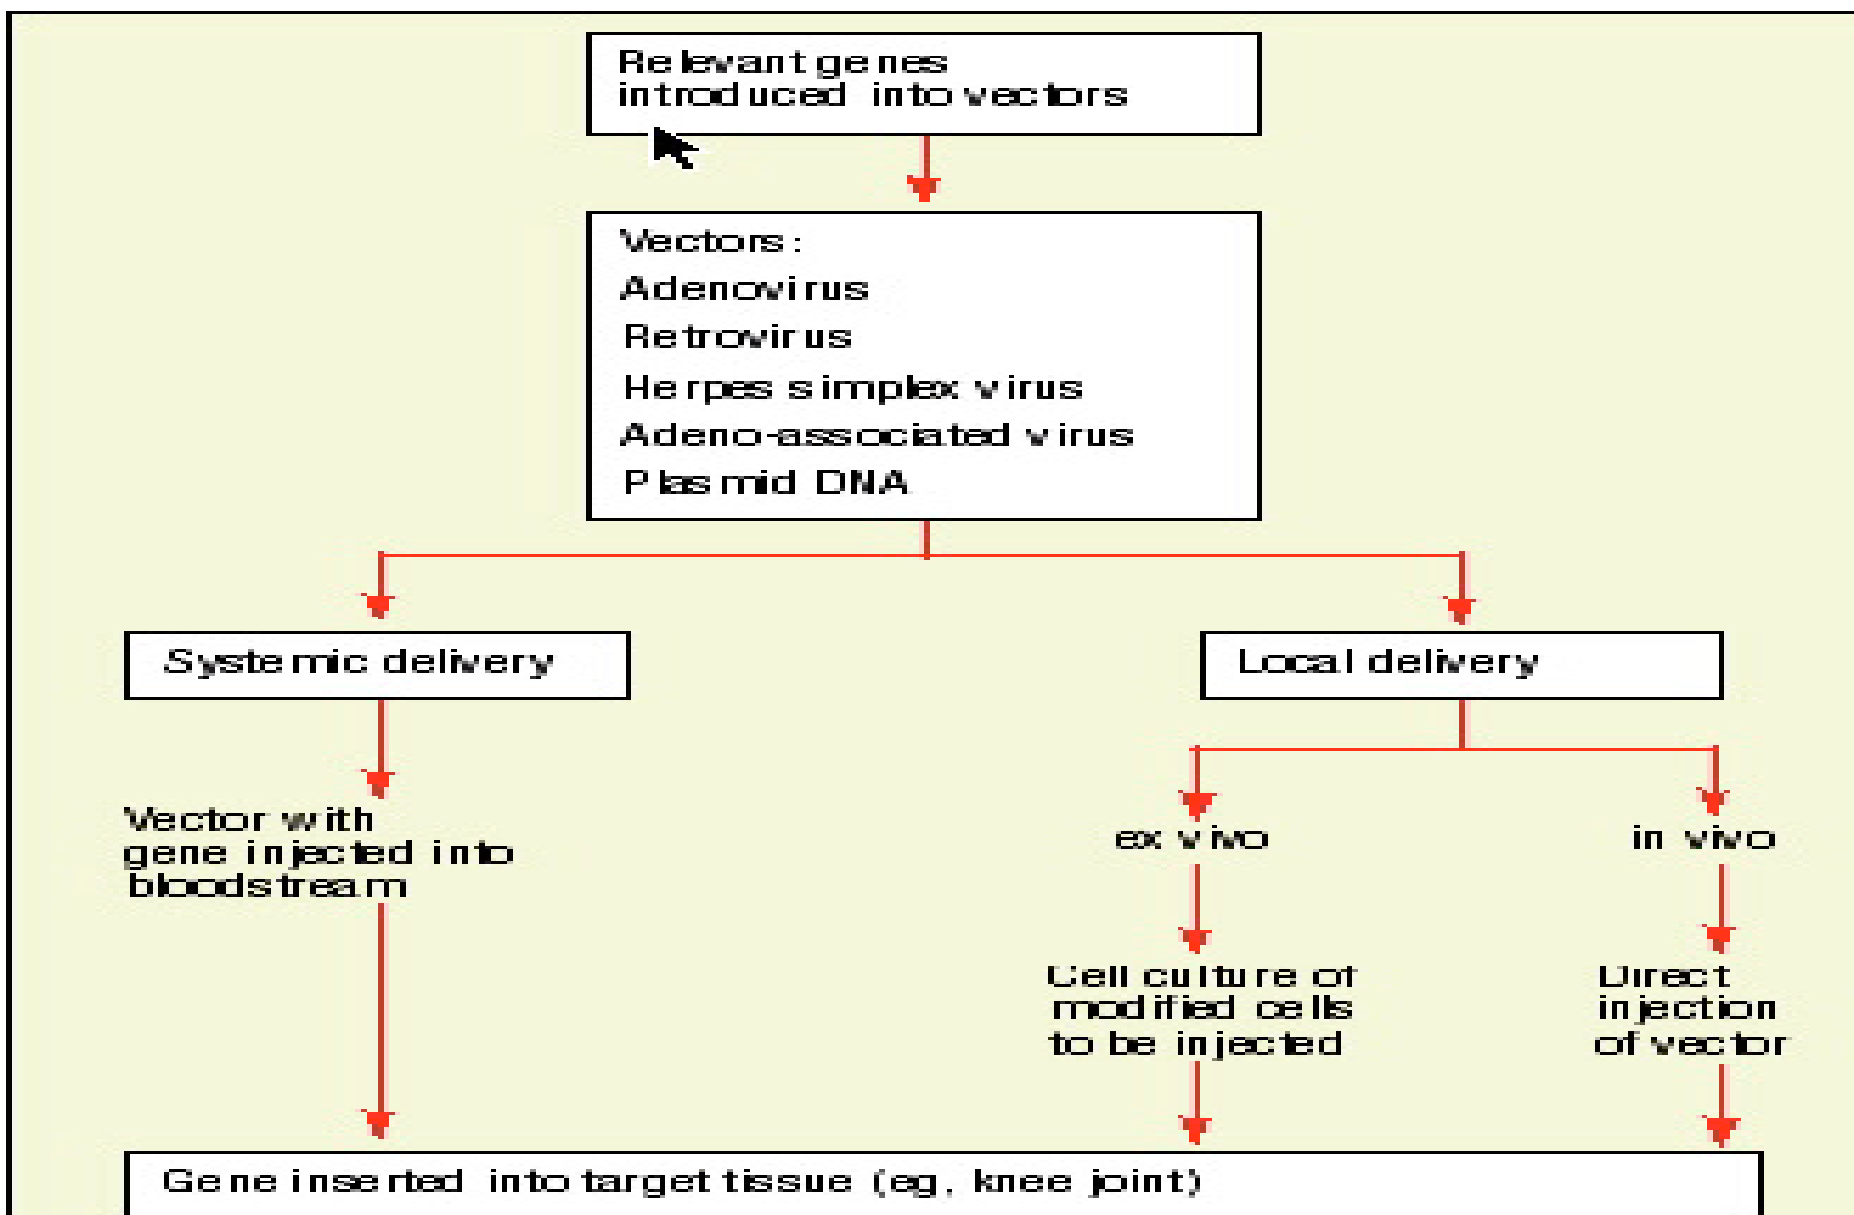 Relevant genes
introduced into vectors
Vectors:
Adenovirus
Retrovirus
Herpes simplex virus
Adeno-associated virus
Plasmid DNA
Systemic delivery
Local delivery
Vector with
gene injected into
bloodstream
ex vivo
in vivo
Cell culture of
modified cells
to be injected
Direct
injection
of vector
Gene inserted into target tissue (eg, knee joint)